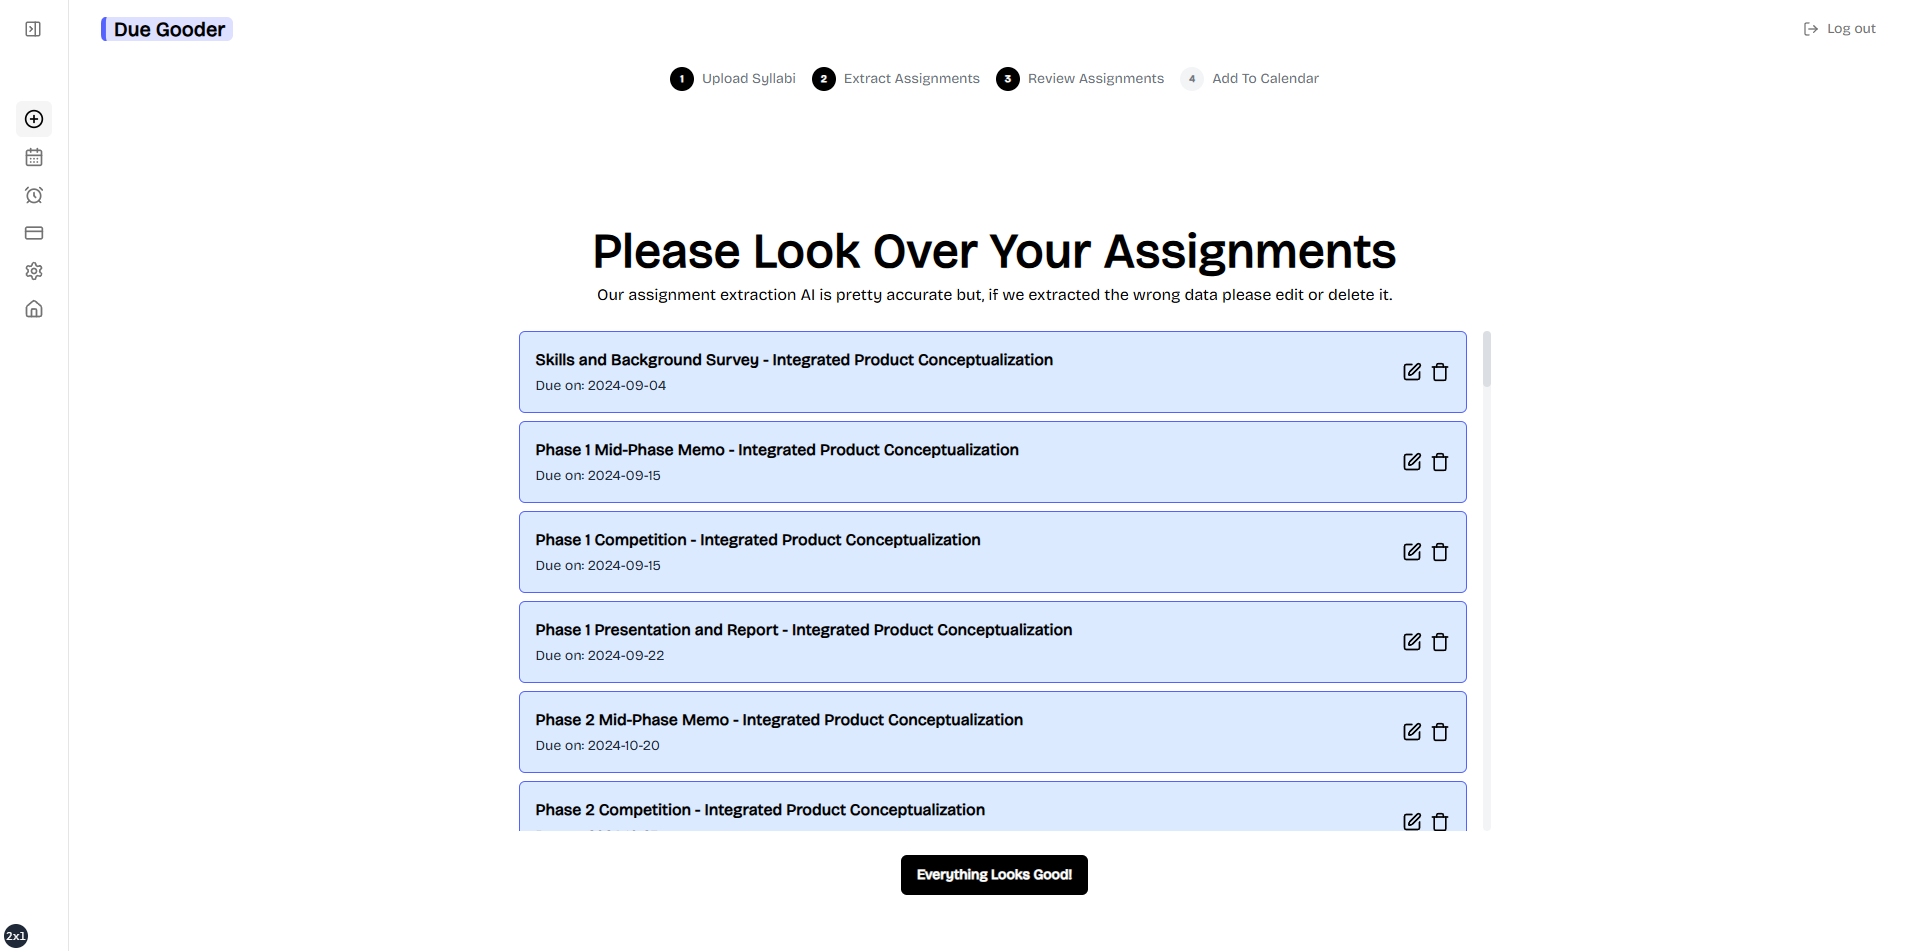 Due Gooder
Log out
1 Upload Syllabi 2 Extract Assignments 3 Review Assignments 4 Add To Calendar
Please Look Over Your Assignments
Our assignment extraction AI is pretty accurate but, if we extracted the wrong data please edit or delete it.
Skills and Background Survey - Integrated Product Conceptualization
Due on: 2024-09-04
Phase 1 Mid-Phase Memo - Integrated Product Conceptualization
Due on: 2024-09-15
Phase 1 Competition - Integrated Product Conceptualization
Due on: 2024-09-15
Phase 1 Presentation and Report - Integrated Product Conceptualization
Due on: 2024-09-22
Phase 2 Mid-Phase Memo - Integrated Product Conceptualization
Due on: 2024-10-20
Phase 2 Competition - Integrated Product Conceptualization
Everything Looks Good!
2x1